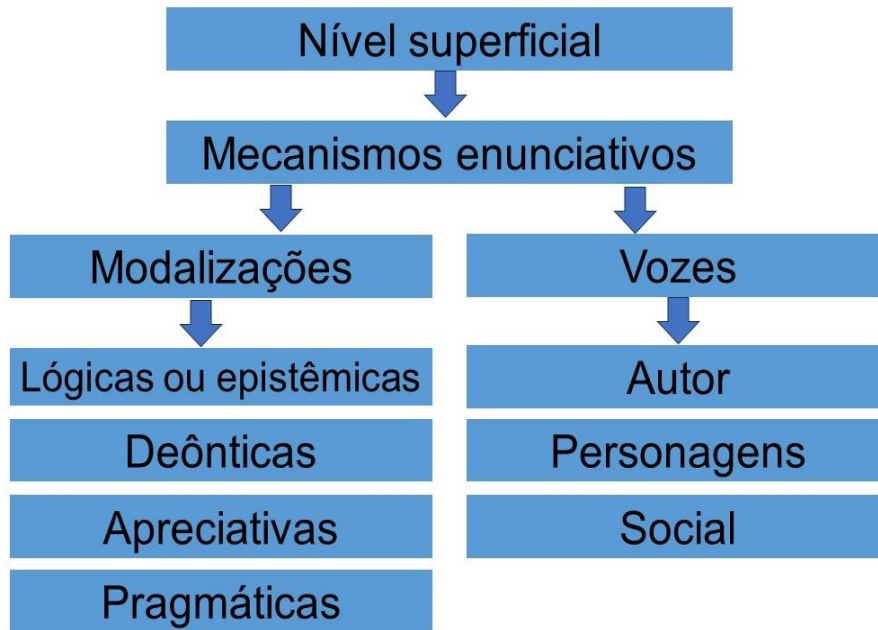 Nível superficial
Mecanismos enunciativos
Modalizações
Vozes
Lógicas ou epistêmicas
Autor
Deônticas
Personagens
Apreciativas
Social
Pragmáticas